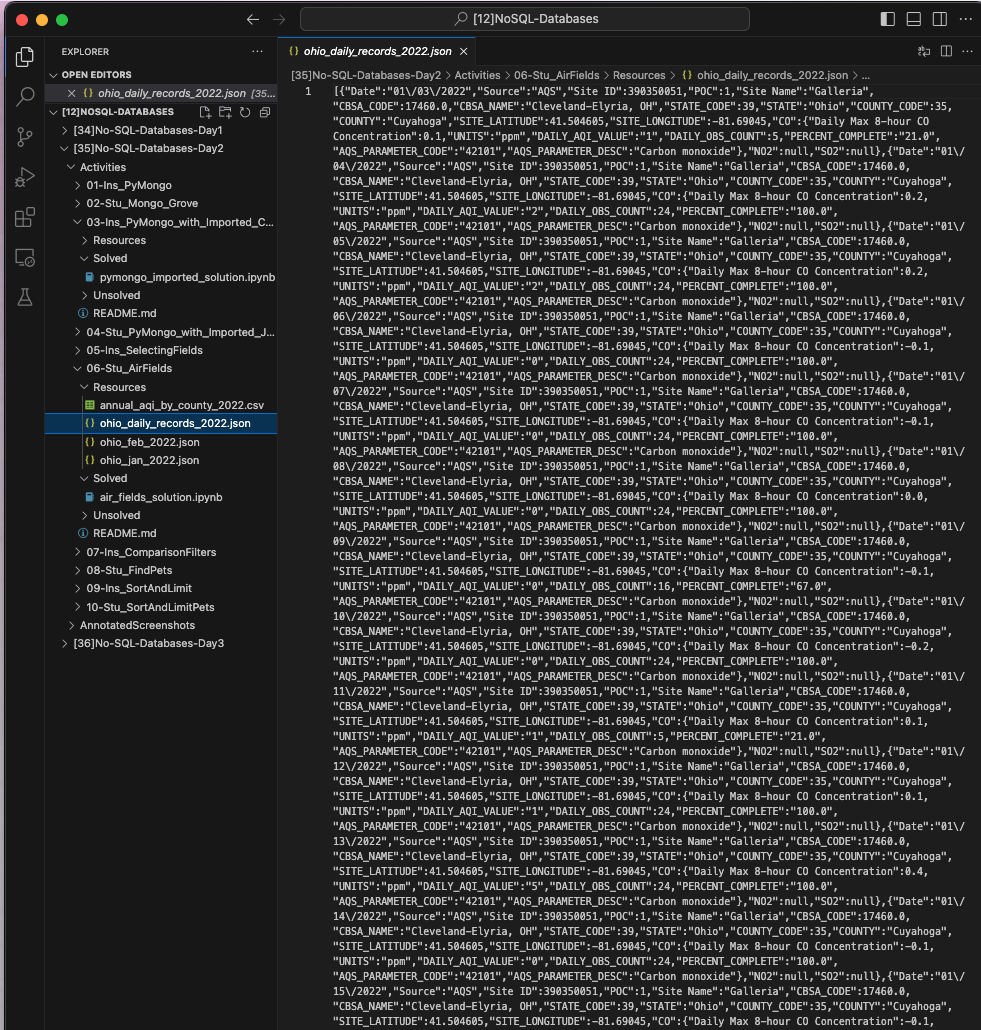 [12]NoSQL-Databases
EXPLORER
OPEN EDITORS
ohio_daily_records_2022.json [35...
[12]NOSQL-DATABASES
[34]No-SQL-Databases-Day1
[35]No-SQL-Databases-Day2
Activities
01-Ins_PyMongo
02-Stu_Mongo_Grove
03-Ins_PyMongo_with_Imported_C...
Resources
Solved
pymongo_imported_solution.ipynb
Unsolved
README.md
04-Stu_PyMongo_with_Imported_J...
05-Ins_SelectingFields
06-Stu_AirFields
Resources
annual_aqi_by_county_2022.csv
ohio_daily_records_2022.json
ohio_feb_2022.json
ohio_jan_2022.json
Solved
air_fields_solution.ipynb
Unsolved
README.md
07-Ins_ComparisonFilters
08-Stu_FindPets
09-Ins_SortAndLimit
10-Stu_SortAndLimitPets
AnnotatedScreenshots
[36]No-SQL-Databases-Day3
{} ohio_daily_records_2022.json
[35]No-SQL-Databases-Day2 > Activities > 06-Stu_AirFields > Resources > {} ohio_daily_records_2022.json > ...
1 [{"Date":"01\/03\/2022","Source":"AQS","Site ID":390350051,"POC":1,"Site Name":"Galleria",
"CBSA_CODE":17460.0,"CBSA_NAME":"Cleveland-Elyria, OH","STATE_CODE":39,"STATE":"Ohio","COUNTY_CODE":35,
"COUNTY":"Cuyahoga","SITE_LATITUDE":41.504605,"SITE_LONGITUDE":-81.69045,"CO":{"Daily Max 8-hour CO
Concentration":0.1,"UNITS":"ppm","DAILY_AQI_VALUE":"1","DAILY_OBS_COUNT":5,"PERCENT_COMPLETE":"21.0",
"AQS_PARAMETER_CODE":"42101","AQS_PARAMETER_DESC":"Carbon monoxide"},"NO2":null,"SO2":null},{"Date":"01\/
04\/2022","Source":"AQS","Site ID":390350051,"POC":1,"Site Name":"Galleria","CBSA_CODE":17460.0,
"CBSA_NAME":"Cleveland-Elyria, OH","STATE_CODE":39,"STATE":"Ohio","COUNTY_CODE":35,"COUNTY":"Cuyahoga",
"SITE_LATITUDE":41.504605,"SITE_LONGITUDE":-81.69045,"CO":{"Daily Max 8-hour CO Concentration":0.2,
"UNITS":"ppm","DAILY_AQI_VALUE":"2","DAILY_OBS_COUNT":24,"PERCENT_COMPLETE":"100.0",
"AQS_PARAMETER_CODE":"42101","AQS_PARAMETER_DESC":"Carbon monoxide"},"NO2":null,"SO2":null},{"Date":"01\/
05\/2022","Source":"AQS","Site ID":390350051,"POC":1,"Site Name":"Galleria","CBSA_CODE":17460.0,
"CBSA_NAME":"Cleveland-Elyria, OH","STATE_CODE":39,"STATE":"Ohio","COUNTY_CODE":35,"COUNTY":"Cuyahoga",
"SITE_LATITUDE":41.504605,"SITE_LONGITUDE":-81.69045,"CO":{"Daily Max 8-hour CO Concentration":0.2,
"UNITS":"ppm","DAILY_AQI_VALUE":"2","DAILY_OBS_COUNT":24,"PERCENT_COMPLETE":"100.0",
"AQS_PARAMETER_CODE":"42101","AQS_PARAMETER_DESC":"Carbon monoxide"},"NO2":null,"SO2":null},{"Date":"01\/
06\/2022","Source":"AQS","Site ID":390350051,"POC":1,"Site Name":"Galleria","CBSA_CODE":17460.0,
"CBSA_NAME":"Cleveland-Elyria, OH","STATE_CODE":39,"STATE":"Ohio","COUNTY_CODE":35,"COUNTY":"Cuyahoga",
"SITE_LATITUDE":41.504605,"SITE_LONGITUDE":-81.69045,"CO":{"Daily Max 8-hour CO Concentration":-0.1,
"UNITS":"ppm","DAILY_AQI_VALUE":"0","DAILY_OBS_COUNT":24,"PERCENT_COMPLETE":"100.0",
"AQS_PARAMETER_CODE":"42101","AQS_PARAMETER_DESC":"Carbon monoxide"},"NO2":null,"SO2":null},{"Date":"01\/
07\/2022","Source":"AQS","Site ID":390350051,"POC":1,"Site Name":"Galleria","CBSA_CODE":17460.0,
"CBSA_NAME":"Cleveland-Elyria, OH","STATE_CODE":39,"STATE":"Ohio","COUNTY_CODE":35,"COUNTY":"Cuyahoga",
"SITE_LATITUDE":41.504605,"SITE_LONGITUDE":-81.69045,"CO":{"Daily Max 8-hour CO Concentration":-0.1,
"UNITS":"ppm","DAILY_AQI_VALUE":"0","DAILY_OBS_COUNT":24,"PERCENT_COMPLETE":"100.0",
"AQS_PARAMETER_CODE":"42101","AQS_PARAMETER_DESC":"Carbon monoxide"},"NO2":null,"SO2":null},{"Date":"01\/
08\/2022","Source":"AQS","Site ID":390350051,"POC":1,"Site Name":"Galleria","CBSA_CODE":17460.0,
"CBSA_NAME":"Cleveland-Elyria, OH","STATE_CODE":39,"STATE":"Ohio","COUNTY_CODE":35,"COUNTY":"Cuyahoga",
"SITE_LATITUDE":41.504605,"SITE_LONGITUDE":-81.69045,"CO":{"Daily Max 8-hour CO Concentration":0.0,
"UNITS":"ppm","DAILY_AQI_VALUE":"0","DAILY_OBS_COUNT":24,"PERCENT_COMPLETE":"100.0",
"AQS_PARAMETER_CODE":"42101","AQS_PARAMETER_DESC":"Carbon monoxide"},"NO2":null,"SO2":null},{"Date":"01\/
09\/2022","Source":"AQS","Site ID":390350051,"POC":1,"Site Name":"Galleria","CBSA_CODE":17460.0,
"CBSA_NAME":"Cleveland-Elyria, OH","STATE_CODE":39,"STATE":"Ohio","COUNTY_CODE":35,"COUNTY":"Cuyahoga",
"SITE_LATITUDE":41.504605,"SITE_LONGITUDE":-81.69045,"CO":{"Daily Max 8-hour CO Concentration":-0.1,
"UNITS":"ppm","DAILY_AQI_VALUE":"0","DAILY_OBS_COUNT":16,"PERCENT_COMPLETE":"67.0",
"AQS_PARAMETER_CODE":"42101","AQS_PARAMETER_DESC":"Carbon monoxide"},"NO2":null,"SO2":null},{"Date":"01\/
10\/2022","Source":"AQS","Site ID":390350051,"POC":1,"Site Name":"Galleria","CBSA_CODE":17460.0,
"CBSA_NAME":"Cleveland-Elyria, OH","STATE_CODE":39,"STATE":"Ohio","COUNTY_CODE":35,"COUNTY":"Cuyahoga",
"SITE_LATITUDE":41.504605,"SITE_LONGITUDE":-81.69045,"CO":{"Daily Max 8-hour CO Concentration":-0.2,
"UNITS":"ppm","DAILY_AQI_VALUE":"0","DAILY_OBS_COUNT":24,"PERCENT_COMPLETE":"100.0",
"AQS_PARAMETER_CODE":"42101","AQS_PARAMETER_DESC":"Carbon monoxide"},"NO2":null,"SO2":null},{"Date":"01\/
11\/2022","Source":"AQS","Site ID":390350051,"POC":1,"Site Name":"Galleria","CBSA_CODE":17460.0,
"CBSA_NAME":"Cleveland-Elyria, OH","STATE_CODE":39,"STATE":"Ohio","COUNTY_CODE":35,"COUNTY":"Cuyahoga",
"SITE_LATITUDE":41.504605,"SITE_LONGITUDE":-81.69045,"CO":{"Daily Max 8-hour CO Concentration":0.1,
"UNITS":"ppm","DAILY_AQI_VALUE":"1","DAILY_OBS_COUNT":5,"PERCENT_COMPLETE":"21.0",
"AQS_PARAMETER_CODE":"42101","AQS_PARAMETER_DESC":"Carbon monoxide"},"NO2":null,"SO2":null},{"Date":"01\/
12\/2022","Source":"AQS","Site ID":390350051,"POC":1,"Site Name":"Galleria","CBSA_CODE":17460.0,
"CBSA_NAME":"Cleveland-Elyria, OH","STATE_CODE":39,"STATE":"Ohio","COUNTY_CODE":35,"COUNTY":"Cuyahoga",
"SITE_LATITUDE":41.504605,"SITE_LONGITUDE":-81.69045,"CO":{"Daily Max 8-hour CO Concentration":0.1,
"UNITS":"ppm","DAILY_AQI_VALUE":"1","DAILY_OBS_COUNT":24,"PERCENT_COMPLETE":"100.0",
"AQS_PARAMETER_CODE":"42101","AQS_PARAMETER_DESC":"Carbon monoxide"},"NO2":null,"SO2":null},{"Date":"01\/
13\/2022","Source":"AQS","Site ID":390350051,"POC":1,"Site Name":"Galleria","CBSA_CODE":17460.0,
"CBSA_NAME":"Cleveland-Elyria, OH","STATE_CODE":39,"STATE":"Ohio","COUNTY_CODE":35,"COUNTY":"Cuyahoga",
"SITE_LATITUDE":41.504605,"SITE_LONGITUDE":-81.69045,"CO":{"Daily Max 8-hour CO Concentration":0.4,
"UNITS":"ppm","DAILY_AQI_VALUE":"5","DAILY_OBS_COUNT":24,"PERCENT_COMPLETE":"100.0",
"AQS_PARAMETER_CODE":"42101","AQS_PARAMETER_DESC":"Carbon monoxide"},"NO2":null,"SO2":null},{"Date":"01\/
14\/2022","Source":"AQS","Site ID":390350051,"POC":1,"Site Name":"Galleria","CBSA_CODE":17460.0,
"CBSA_NAME":"Cleveland-Elyria, OH","STATE_CODE":39,"STATE":"Ohio","COUNTY_CODE":35,"COUNTY":"Cuyahoga",
"SITE_LATITUDE":41.504605,"SITE_LONGITUDE":-81.69045,"CO":{"Daily Max 8-hour CO Concentration":-0.1,
"UNITS":"ppm","DAILY_AQI_VALUE":"0","DAILY_OBS_COUNT":24,"PERCENT_COMPLETE":"100.0",
"AQS_PARAMETER_CODE":"42101","AQS_PARAMETER_DESC":"Carbon monoxide"},"NO2":null,"SO2":null},{"Date":"01\/
15\/2022","Source":"AQS","Site ID":390350051,"POC":1,"Site Name":"Galleria","CBSA_CODE":17460.0,
"CBSA_NAME":"Cleveland-Elyria, OH","STATE_CODE":39,"STATE":"Ohio","COUNTY_CODE":35,"COUNTY":"Cuyahoga",
"SITE_LATITUDE":41.504605,"SITE_LONGITUDE":-81.69045,"CO":{"Daily Max 8-hour CO Concentration":-0.1,